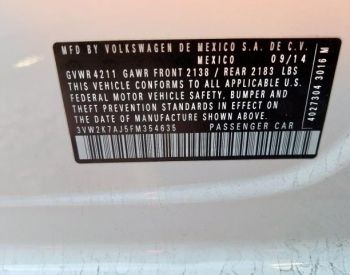 MFD BY VOLKSWAGEN DE MEXICO S.A. DE C.V.
MEXICO 09/14
GVWR 4211 GAWR FRONT 2138 / REAR 2183 LBS
THIS VEHICLE CONFORMS TO ALL APPLICABLE U.S.
FEDERAL MOTOR VEHICLE SAFETY, BUMPER, AND
THEFT PREVENTION STANDARDS IN EFFECT ON THE
DATE OF MANUFACTURE SHOWN ABOVE
3VW2K7AJ5FM354635 PASSENGER CAR
4027304 3016 M